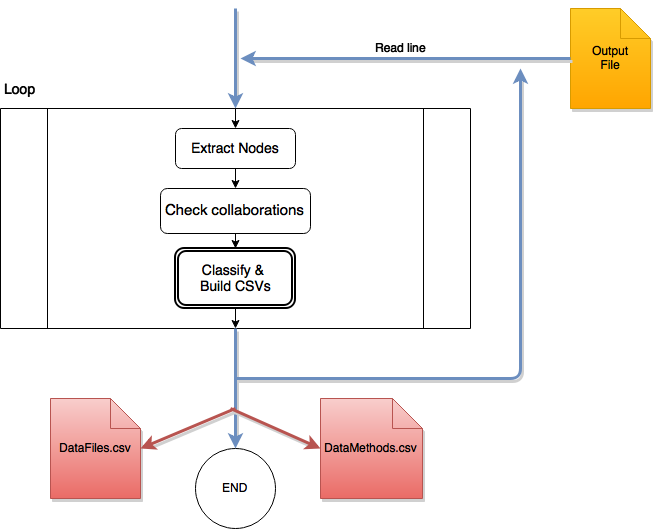 Read line
Output
File
Loop
Extract Nodes
Check collaborations
Classify &
Build CSVs
DataFiles.csv
DataMethods.csv
END